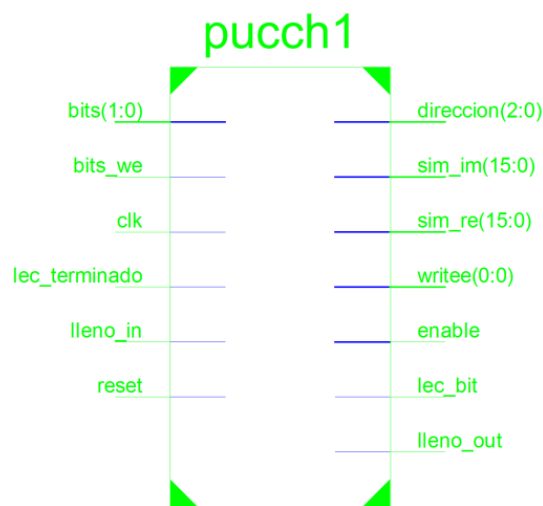 pucch1
bits(1:0)
direccion(2:0)
bits_we
sim_im(15:0)
clk
sim_re(15:0)
lec_terminado
writee(0:0)
lleno_in
enable
reset
lec_bit
lleno_out